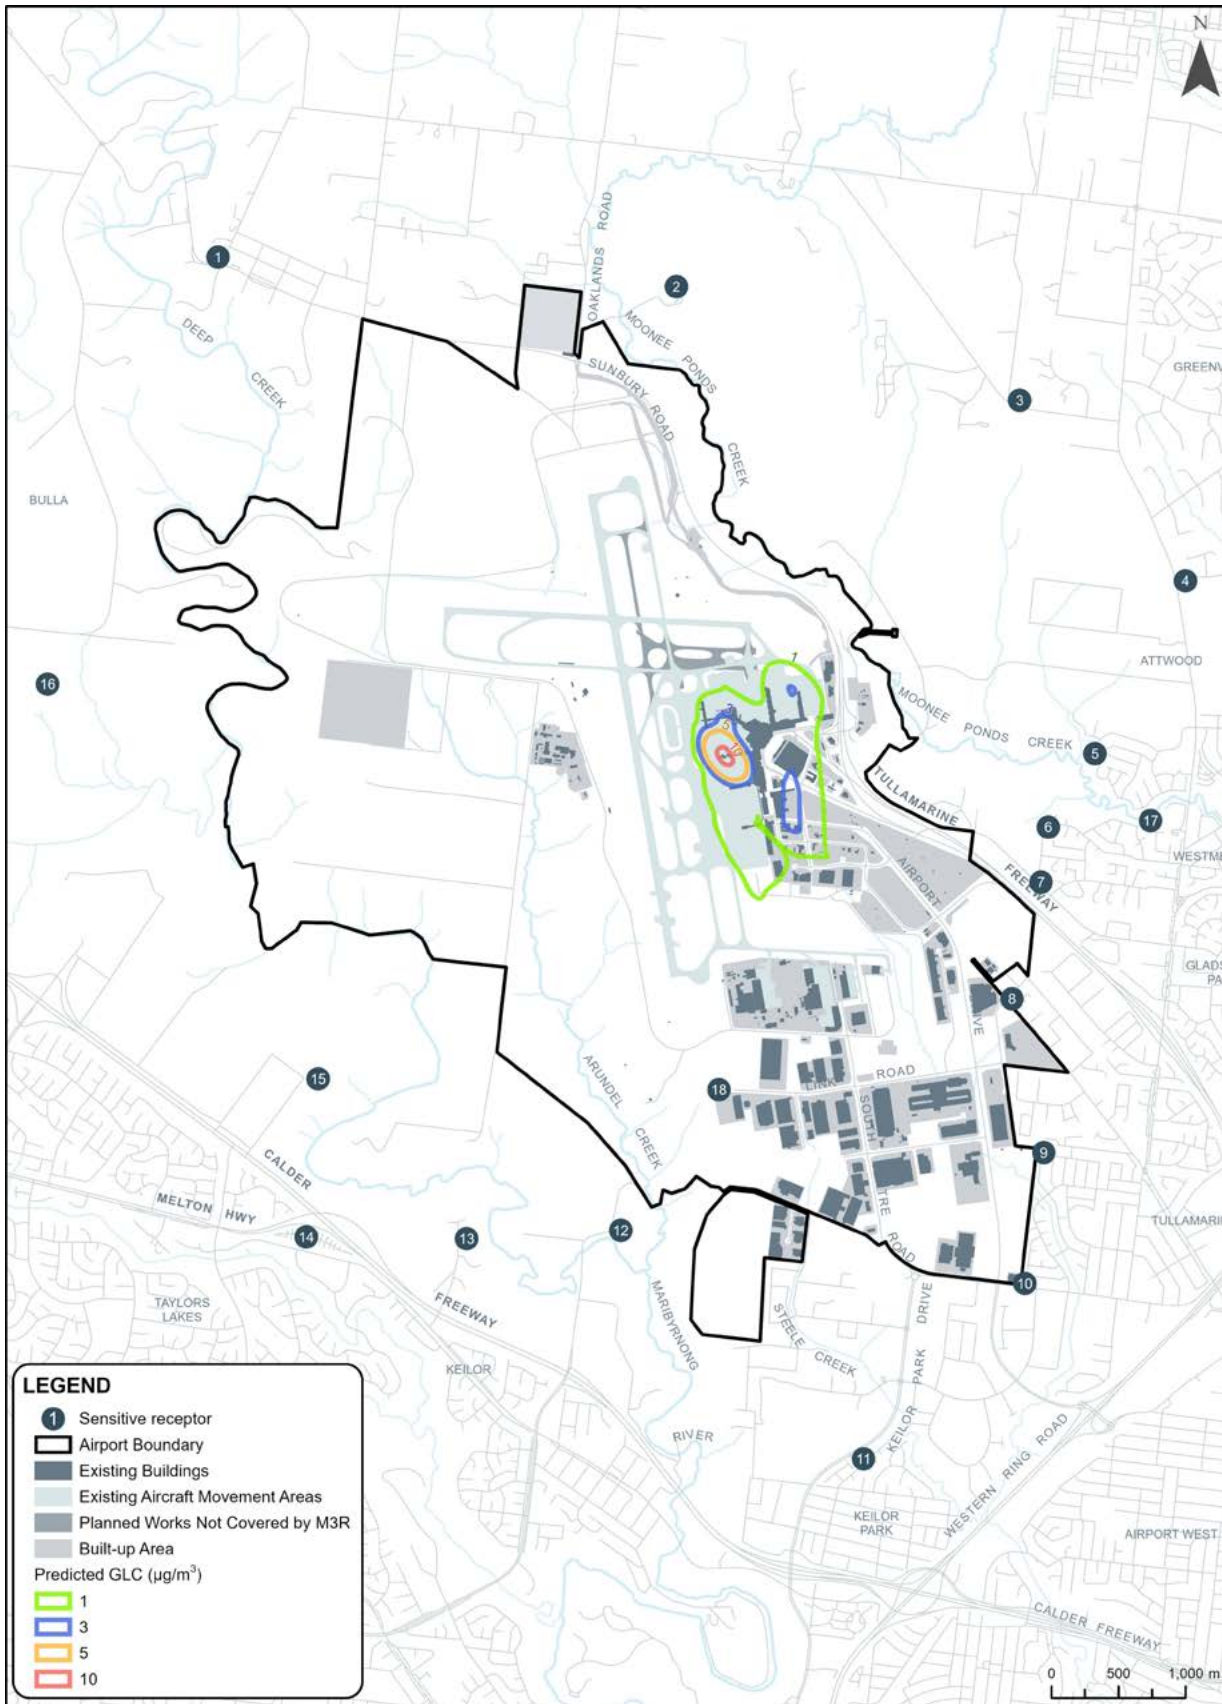 N
OAKLANDS ROAD
1
2
MOONEE PONDS
CREEK
DEEP
CREEK
SUNBURY ROAD
GREENV
3
BULLA
4
ATTWOOD
16
1
MOONEE PONDS CREEK
5
3
5
10
TULLAMARINE
FREEWAY
17
6
WESTME
7
AIRPORT
GLADS
PA
8
IVE
ARUNDEL
CREEK
15
18
LINK ROAD
SOUTH
TRE
ROAD
9
CALDER
FREEWAY
MELTON HWY
14
13
12
TULLAMARIN
10
TAYLORS
LAKES
MARIBYRNONG
RIVER
STEELE
CREEK
KEILOR PARK DRIVE
KEILOR
11
WESTERN RING ROAD
KEILOR
PARK
AIRPORT WEST
CALDER FREEWAY
LEGEND
1 Sensitive receptor
Airport Boundary
Existing Buildings
Existing Aircraft Movement Areas
Planned Works Not Covered by M3R
Built-up Area
Predicted GLC (µg/m³)
1
3
5
10
0 500 1,000 m